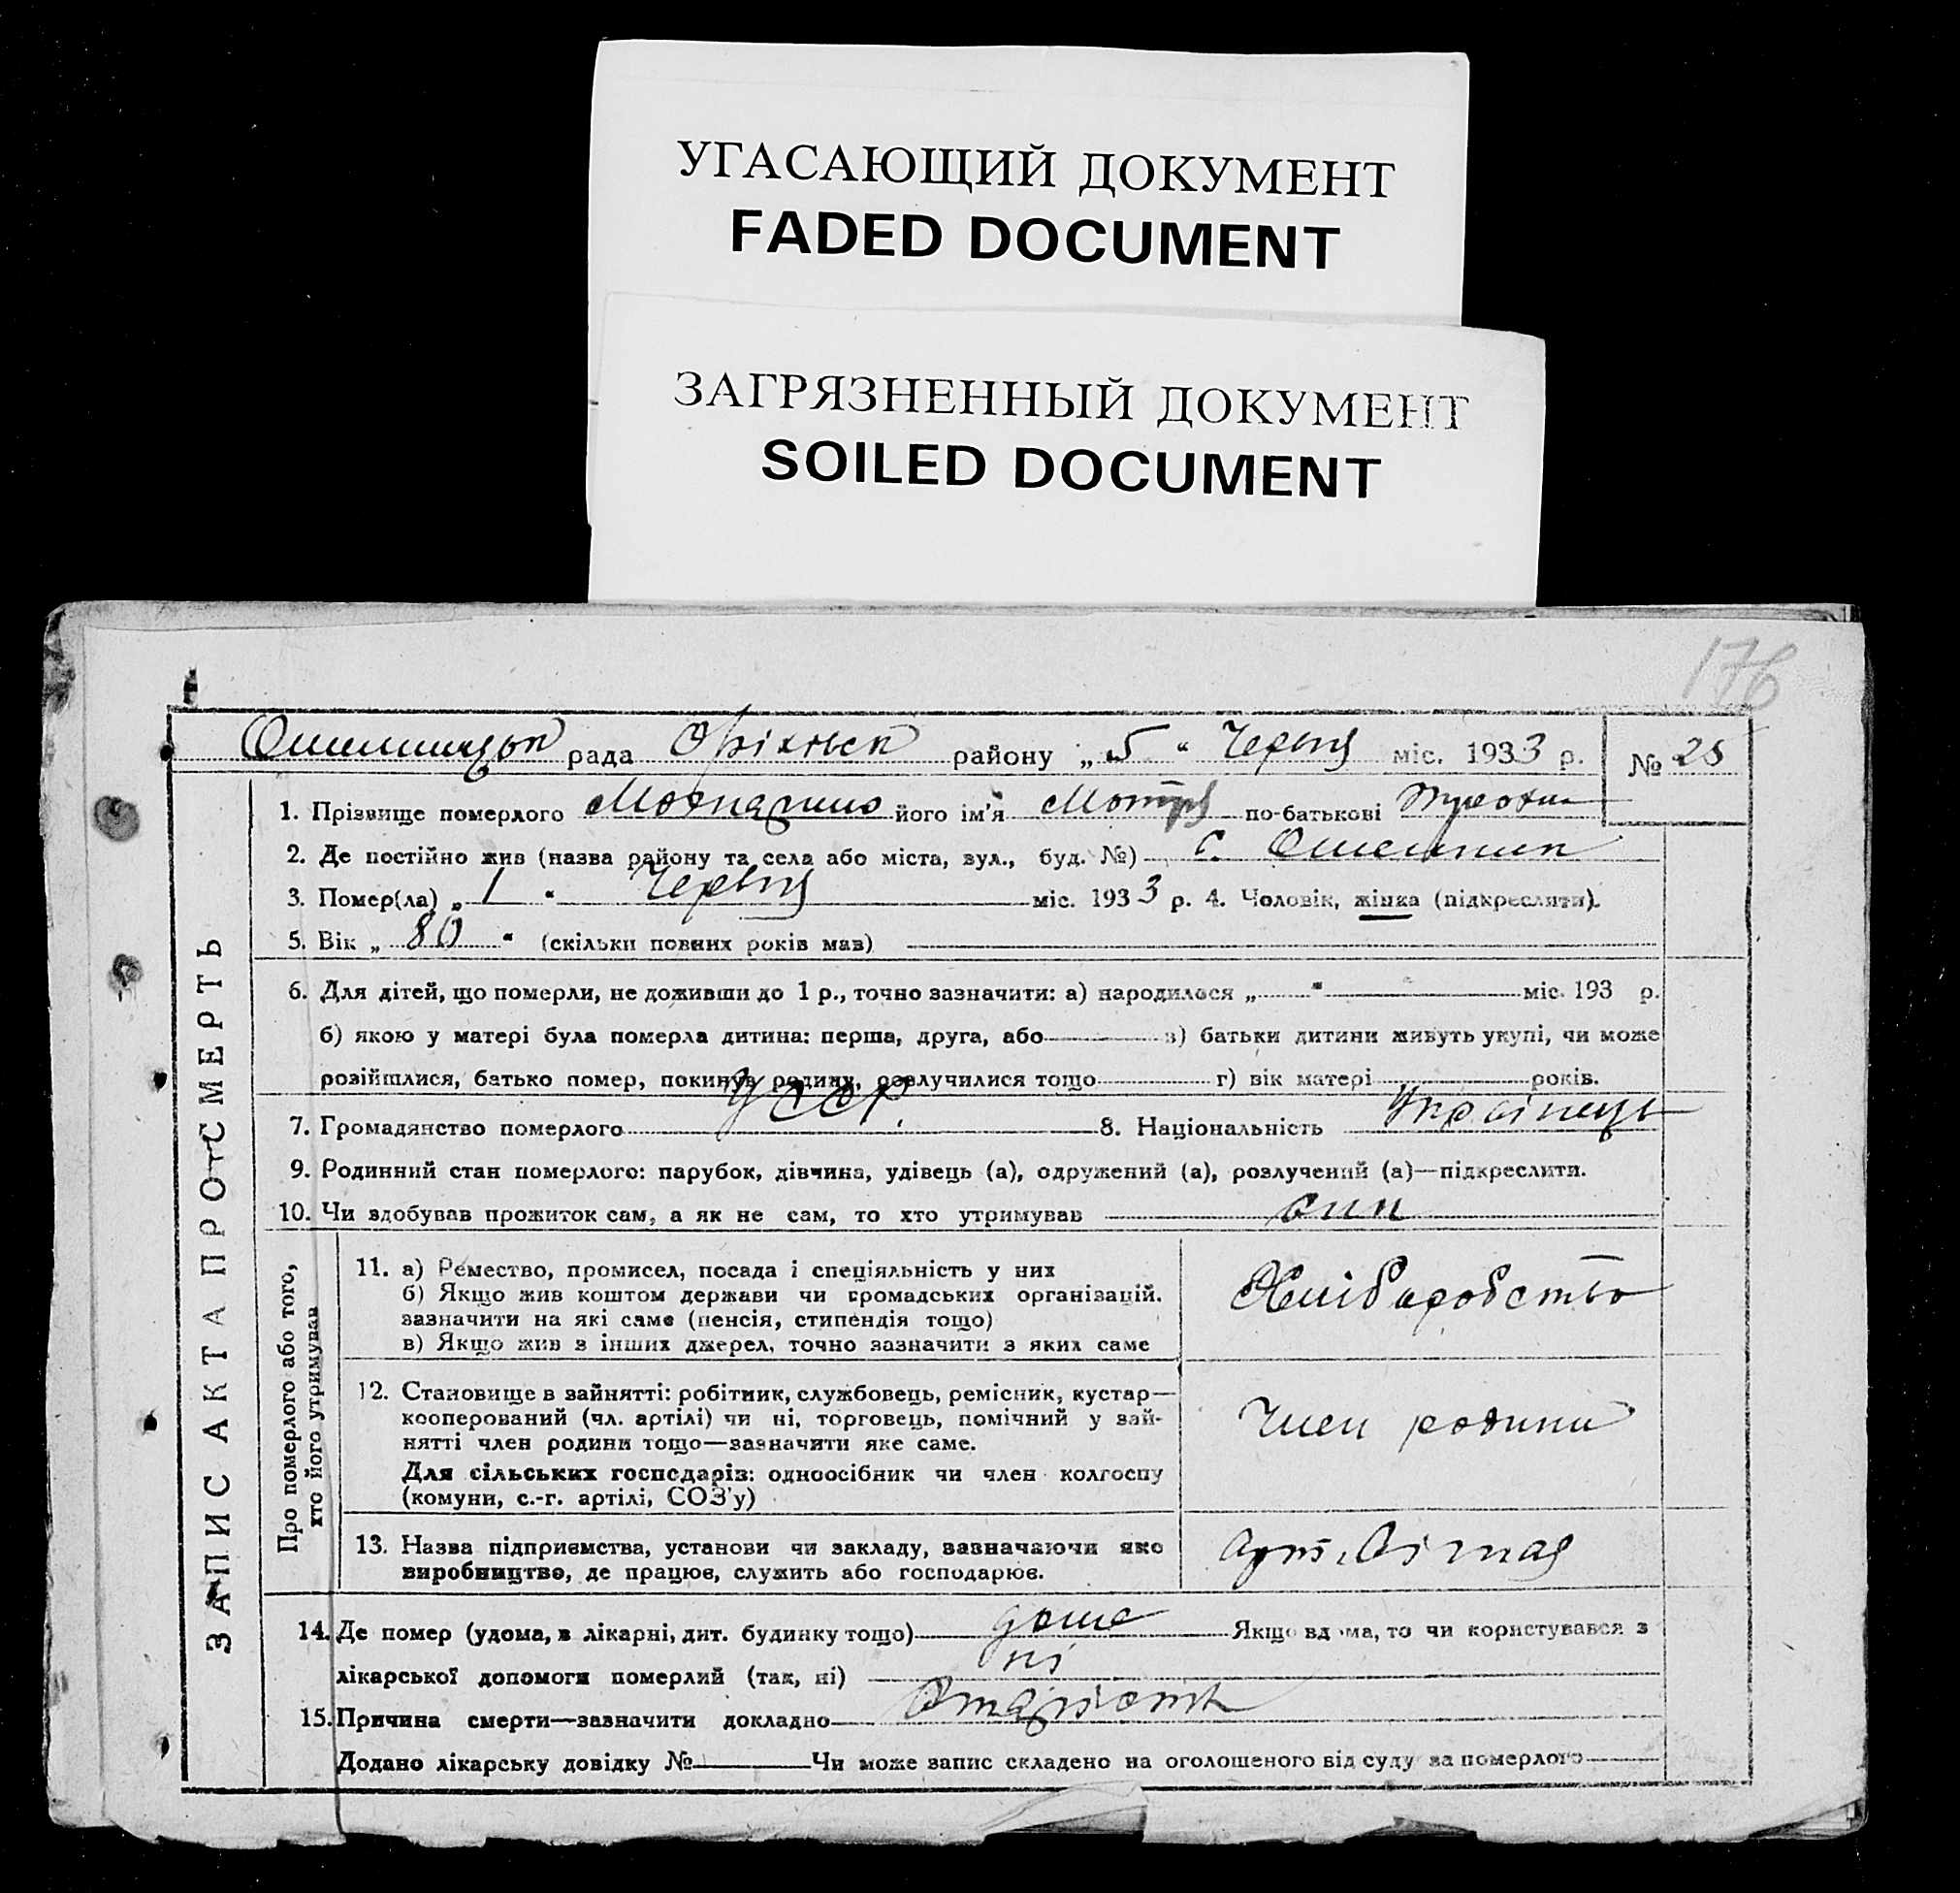 УГАСАЮЩИЙ ДОКУМЕНТ
FADED DOCUMENT
ЗАГРЯЗНЕННЫЙ ДОКУМЕНТ
SOILED DOCUMENT
176
рада район у „ 5 “ Червня міс. 1933 р. № 25
1. Прізвище померлого його ім'я Мотря по-батькові
2. Де постійно жив (назва району та села або міста, вул., буд. №) с.
3. Помер(ла) „ 1 “ Червня міс. 1933 р. 4. Чоловік, жінка (підкреслити).
5. Вік „ 80 “ (скільки повних років мав)
6. Для дітей, що померли, не доживши до 1 р., точно зазначити: а) народилася „ “ міс. 193 р.
б) якою у матері була померла дитина: перша, друга, або в) батьки дитини живуть укупі, чи може
розійшлися, батько помер, покинув родину, розлучилися тощо г) вік матері років.
7. Громадянство померлого УССР. 8. Національність Українець
9. Родинний стан померлого: парубок, дівчина, удівець (а), одружений (а), розлучений (а)—підкреслити.
10. Чи здобував прожиток сам, а як не сам, то хто утримував син
ЗАПИС АКТА ПРО СМЕРТЬ
Про померлого або того,
хто його утримував
11. а) Ремество, промисел, посада і спеціяльність у них
б) Якщо жив коштом держави чи громадських організацій,
зазначити на які саме (пенсія, стипендія тощо)
в) Якщо жив з інших джерел, точно зазначити з яких саме
Хліборобство
12. Становище в зайнятті: робітник, службовець, ремісник, кустар—
кооперований (чл. артілі) чи ні, торговець, помічний у зай-
нятті член родини тощо—зазначити яке саме.
Для сільських господарів: одноосібник чи член колгоспу
(комуни, с.-г. артілі, СОЗ'у)
Член родини
13. Назва підприємства, установи чи закладу, зазначаючи яке
виробництво, де працює, служить або господарює.
14. Де помер (удома, в лікарні, дит. будинку тощо) дома Якщо вдома, то чи користувався з
лікарської допомоги померлий (так, ні) ні
15. Причина смерти—зазначити докладно
Додано лікарську довідку № Чи може запис складено на оголошеного від суду за померлого